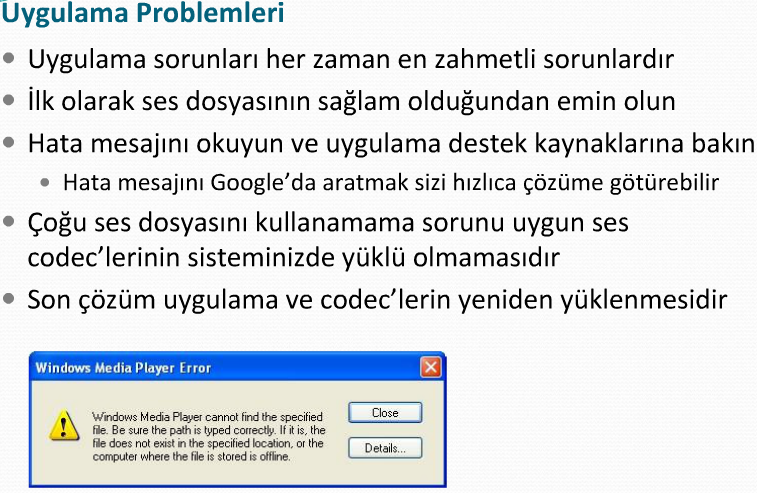 Uygulama Problemleri
• Uygulama sorunları her zaman en zahmetli sorunlardır
• İlk olarak ses dosyasının sağlam olduğundan emin olun
• Hata mesajını okuyun ve uygulama destek kaynaklarına bakın
• Hata mesajını Google’da aratmak sizi hızlıca çözüme götürebilir
• Çoğu ses dosyasını kullanamama sorunu uygun ses
codec’lerinin sisteminizde yüklü olmamasıdır
• Son çözüm uygulama ve codec’lerin yeniden yüklenmesidir
Windows Media Player Error
Windows Media Player cannot find the specified
file. Be sure the path is typed correctly. If it is, the
file does not exist in the specified location, or the
computer where the file is stored is offline.
Close
Details...